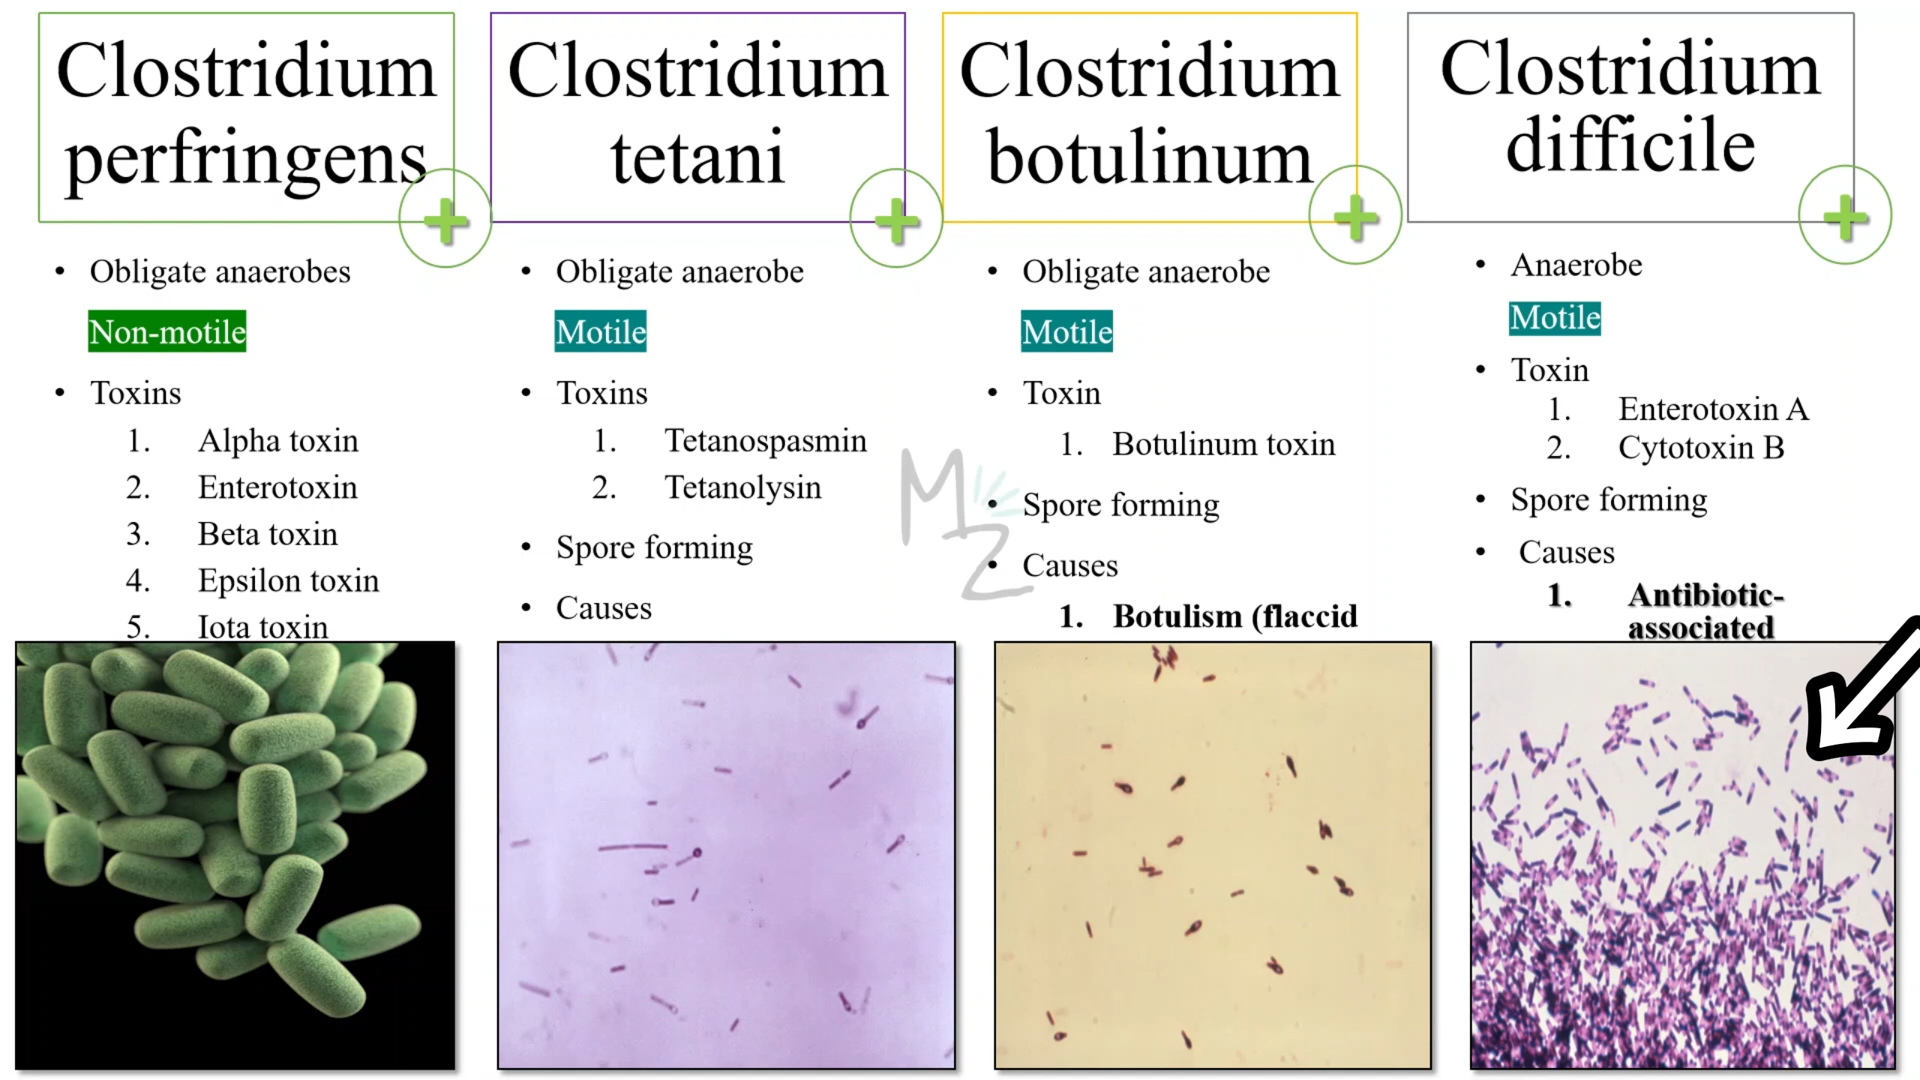 Clostridium
perfringens
• Obligate anaerobes
Non-motile
• Toxins
1. Alpha toxin
2. Enterotoxin
3. Beta toxin
4. Epsilon toxin
5. Iota toxin
Clostridium
tetani
• Obligate anaerobe
Motile
• Toxins
1. Tetanospasmin
2. Tetanolysin
• Spore forming
• Causes
Clostridium
botulinum
• Obligate anaerobe
Motile
• Toxin
1. Botulinum toxin
• Spore forming
• Causes
1. Botulism (flaccid
Clostridium
difficile
• Anaerobe
Motile
• Toxin
1. Enterotoxin A
2. Cytotoxin B
• Spore forming
• Causes
1. Antibiotic-
associated
MZ